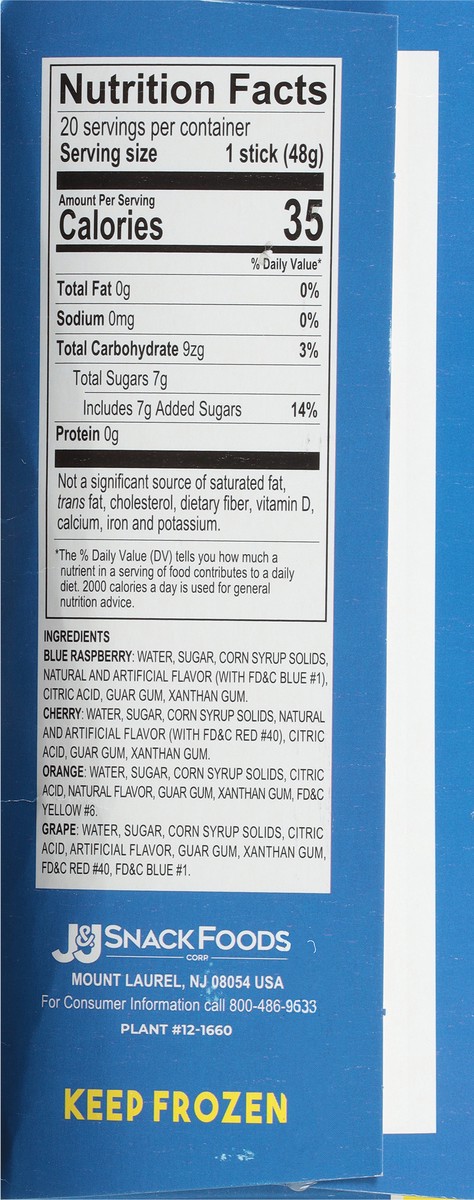 Nutrition Facts
20 servings per container
Serving size 1 stick (48g)
Amount Per Serving
Calories 35
% Daily Value*
Total Fat 0g 0%
Sodium 0mg 0%
Total Carbohydrate 9zg 3%
Total Sugars 7g
Includes 7g Added Sugars 14%
Protein 0g
Not a significant source of saturated fat,
trans fat, cholesterol, dietary fiber, vitamin D,
calcium, iron and potassium.
*The % Daily Value (DV) tells you how much a
nutrient in a serving of food contributes to a daily
diet. 2000 calories a day is used for general
nutrition advice.
INGREDIENTS
BLUE RASPBERRY: WATER, SUGAR, CORN SYRUP SOLIDS,
NATURAL AND ARTIFICIAL FLAVOR (WITH FD&C BLUE #1),
CITRIC ACID, GUAR GUM, XANTHAN GUM.
CHERRY: WATER, SUGAR, CORN SYRUP SOLIDS, NATURAL
AND ARTIFICIAL FLAVOR (WITH FD&C RED #40), CITRIC
ACID, GUAR GUM, XANTHAN GUM.
ORANGE: WATER, SUGAR, CORN SYRUP SOLIDS, CITRIC
ACID, NATURAL FLAVOR, GUAR GUM, XANTHAN GUM, FD&C
YELLOW #6.
GRAPE: WATER, SUGAR, CORN SYRUP SOLIDS, CITRIC
ACID, ARTIFICIAL FLAVOR, GUAR GUM, XANTHAN GUM,
FD&C RED #40, FD&C BLUE #1.
J&J SNACK FOODS
CORP.
MOUNT LAUREL, NJ 08054 USA
For Consumer Information call 800-486-9533
PLANT #12-1660
KEEP FROZEN